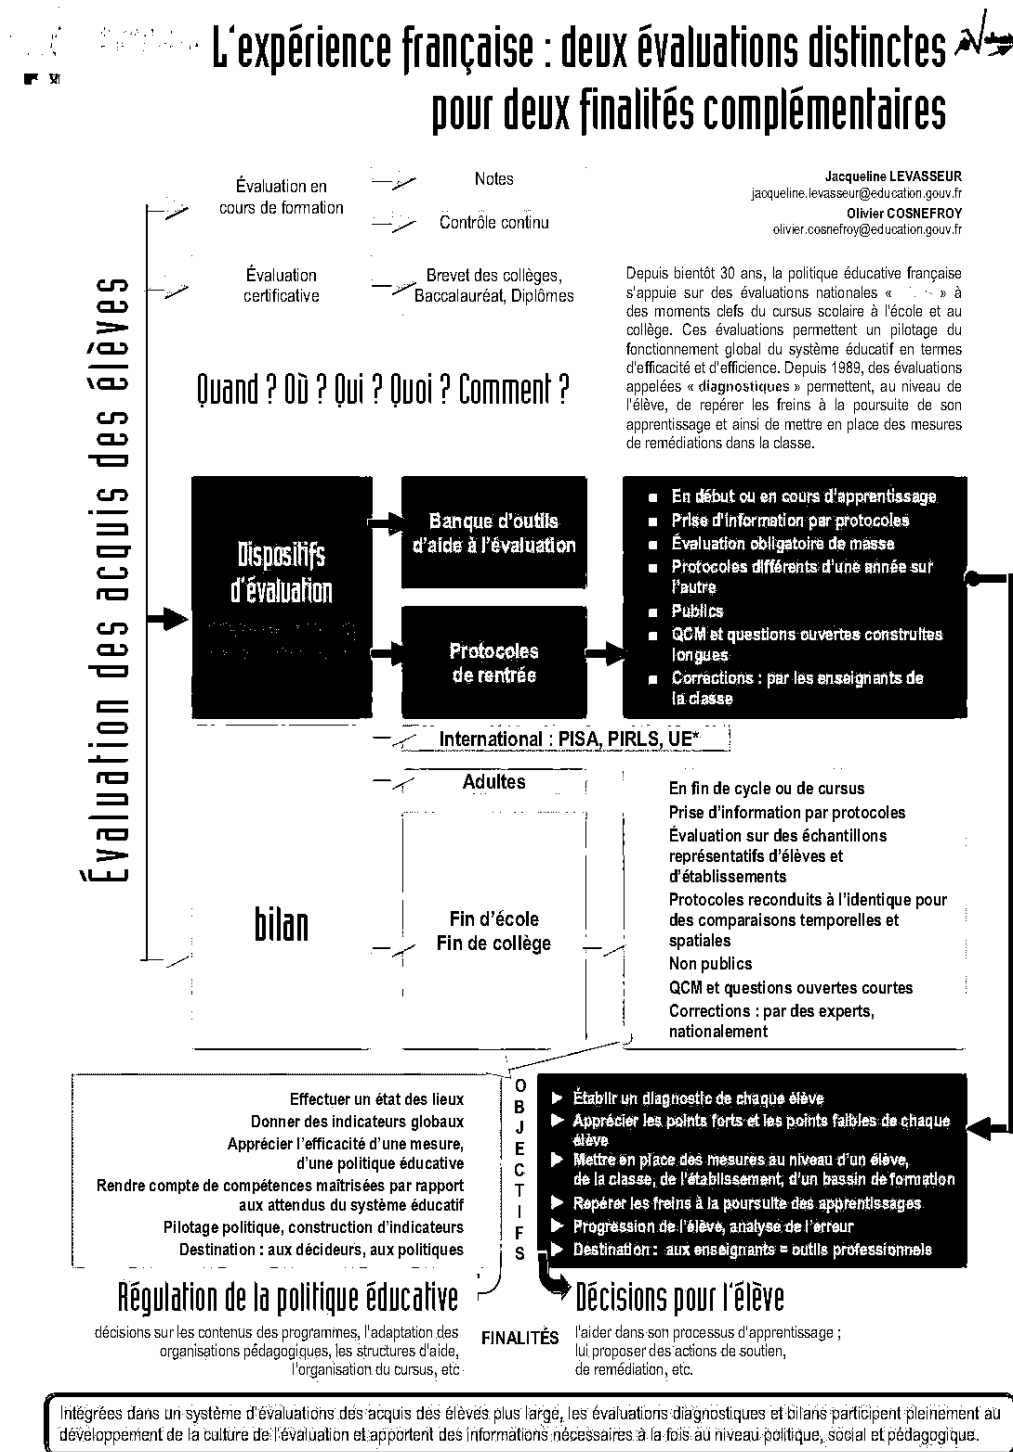 L'expérience française : deux évaluations distinctes
pour deux finalités complémentaires
Évaluation des acquis des élèves
Évaluation en
cours de formation
Notes
Contrôle continu
Évaluation
certificative
Brevet des collèges,
Baccalauréat, Diplômes
Jacqueline LEVASSEUR
jacqueline.levasseur@education.gouv.fr
Olivier COSNEFROY
olivier.cosnefroy@education.gouv.fr
Depuis bientôt 30 ans, la politique éducative française
s'appuie sur des évaluations nationales « » à
des moments clefs du cursus scolaire à l'école et au
collège. Ces évaluations permettent un pilotage du
fonctionnement global du système éducatif en termes
d'efficacité et d'efficience. Depuis 1989, des évaluations
appelées « diagnostiques » permettent, au niveau de
l'élève, de repérer les freins à la poursuite de son
apprentissage et ainsi de mettre en place des mesures
de remédiations dans la classe.
Quand ? Où ? Qui ? Quoi ? Comment ?
Dispositifs
d'évaluation
Banque d'outils
d'aide à l'évaluation
Protocoles
de rentrée
■ En début ou en cours d'apprentissage
■ Prise d'information par protocoles
■ Évaluation obligatoire de masse
■ Protocoles différents d'une année sur
l'autre
■ Publics
■ QCM et questions ouvertes construites
longues
■ Corrections : par les enseignants de
la classe
International : PISA, PIRLS, UE*
Adultes
bilan
Fin d'école
Fin de collège
En fin de cycle ou de cursus
Prise d'information par protocoles
Évaluation sur des échantillons
représentatifs d'élèves et
d'établissements
Protocoles reconduits à l'identique pour
des comparaisons temporelles et
spatiales
Non publics
QCM et questions ouvertes courtes
Corrections : par des experts,
nationalement
OBJECTIFS
Effectuer un état des lieux
Donner des indicateurs globaux
Apprécier l'efficacité d'une mesure,
d'une politique éducative
Rendre compte de compétences maîtrisées par rapport
aux attendus du système éducatif
Pilotage politique, construction d'indicateurs
Destination : aux décideurs, aux politiques
► Établir un diagnostic de chaque élève
► Apprécier les points forts et les points faibles de chaque
élève
► Mettre en place des mesures au niveau d'un élève,
de la classe, de l'établissement, d'un bassin de formation
► Repérer les freins à la poursuite des apprentissages
► Progression de l'élève, analyse de l'erreur
► Destination : aux enseignants = outils professionnels
Régulation de la politique éducative
décisions sur les contenus des programmes, l'adaptation des
organisations pédagogiques, les structures d'aide,
l'organisation du cursus, etc
FINALITÉS
Décisions pour l'élève
l'aider dans son processus d'apprentissage ;
lui proposer des actions de soutien,
de remédiation, etc.
Intégrées dans un système d'évaluations des acquis des élèves plus large, les évaluations diagnostiques et bilans participent pleinement au
développement de la culture de l'évaluation et apportent des informations nécessaires à la fois au niveau politique, social et pédagogique.